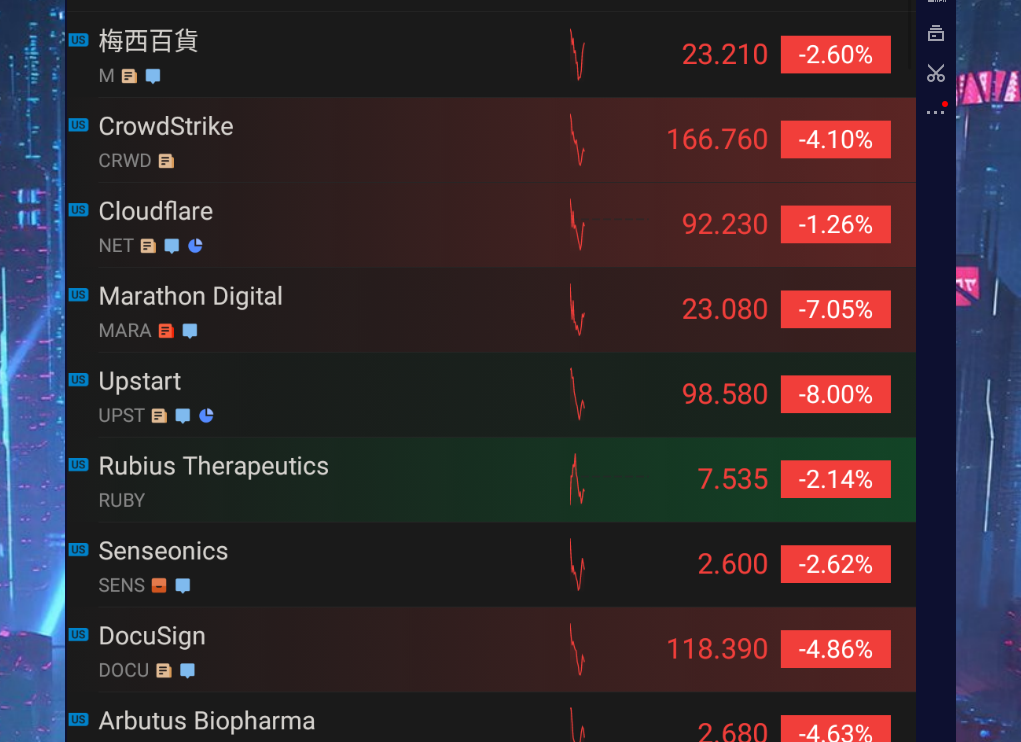 US 梅西百貨
23.210 -2.60%
M
US CrowdStrike
166.760 -4.10%
CRWD
US Cloudflare
92.230 -1.26%
NET
US Marathon Digital
23.080 -7.05%
MARA
US Upstart
98.580 -8.00%
UPST
US Rubius Therapeutics
7.535 -2.14%
RUBY
US Senseonics
2.600 -2.62%
SENS
US DocuSign
118.390 -4.86%
DOCU
US Arbutus Biopharma
2.680 -4.63%